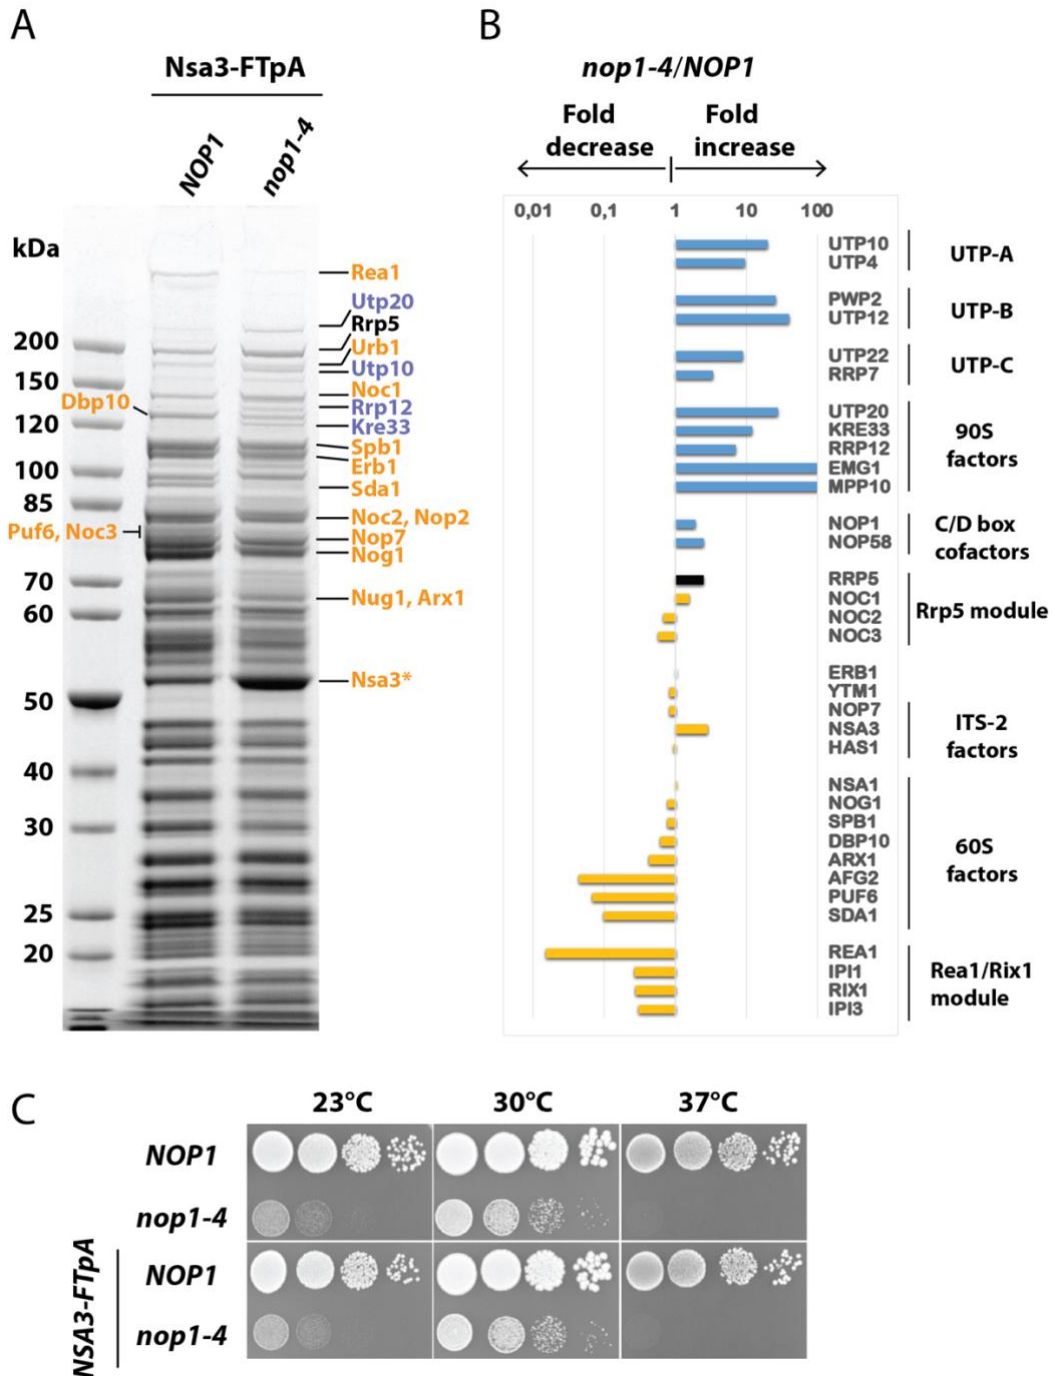 A
Nsa3-FTpA
NOP1
nop1-4
kDa
200
150
120
100
85
70
60
50
40
30
25
20
Dbp10
Puf6, Noc3
Rea1
Utp20
Rrp5
Urb1
Utp10
Noc1
Rrp12
Kre33
Spb1
Erb1
Sda1
Noc2, Nop2
Nop7
Nog1
Nug1, Arx1
Nsa3*
B
nop1-4/NOP1
Fold
decrease
Fold
increase
0,01 0,1 1 10 100
UTP10
UTP4
UTP-A
PWP2
UTP12
UTP-B
UTP22
RRP7
UTP-C
UTP20
KRE33
RRP12
EMG1
MPP10
90S
factors
NOP1
NOP58
C/D box
cofactors
RRP5
NOC1
NOC2
NOC3
Rrp5 module
ERB1
YTM1
NOP7
NSA3
HAS1
ITS-2
factors
NSA1
NOG1
SPB1
DBP10
ARX1
AFG2
PUF6
SDA1
60S
factors
REA1
IPI1
RIX1
IPI3
Rea1/Rix1
module
C
23°C 30°C 37°C
NOP1
nop1-4
NSA3-FTpA
NOP1
nop1-4